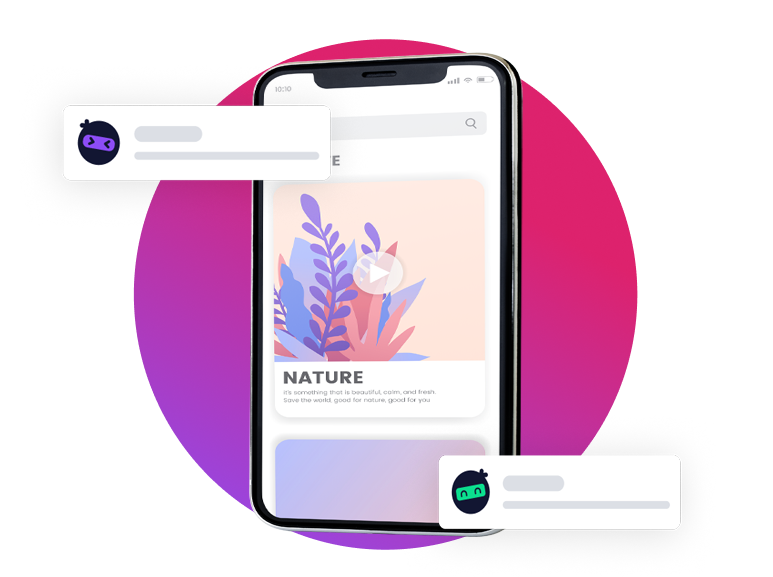 10:10
E
NATURE
it's something that is beautiful, calm, and fresh.
Save the world, good for nature, good for you